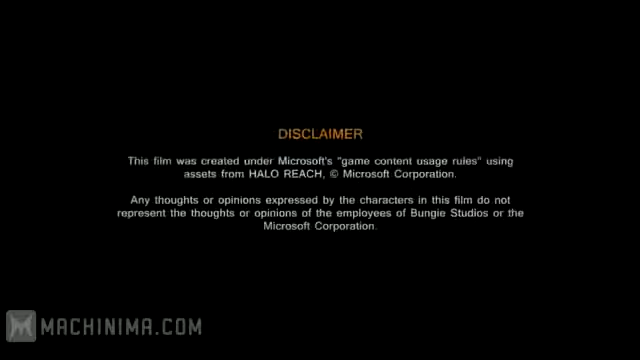 DISCLAIMER
This film was created under Microsoft's "game content usage rules" using
assets from HALO REACH, © Microsoft Corporation.
Any thoughts or opinions expressed by the characters in this film do not
represent the thoughts or opinions of the employees of Bungie Studios or the
Microsoft Corporation.
MACHINIMA.COM